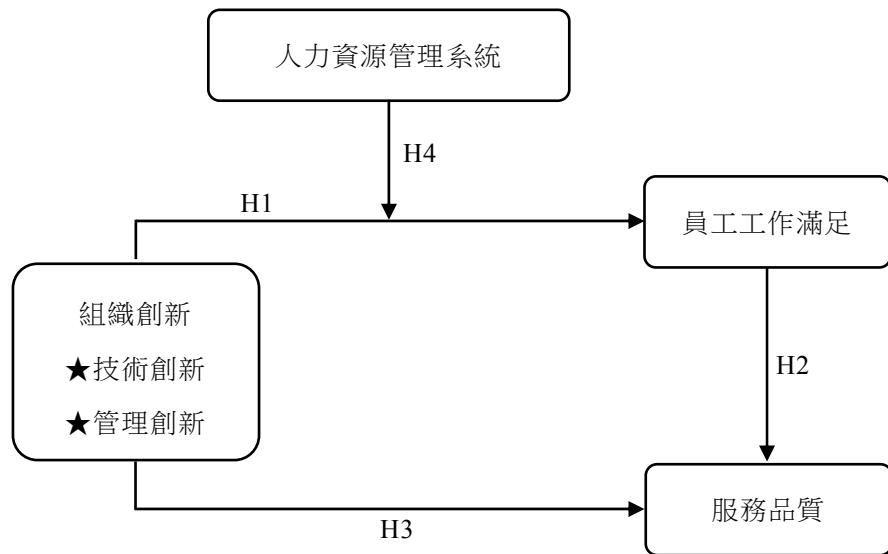 人力資源管理系統
H4
H1
員工工作滿足
組織創新
★技術創新
★管理創新
H2
服務品質
H3